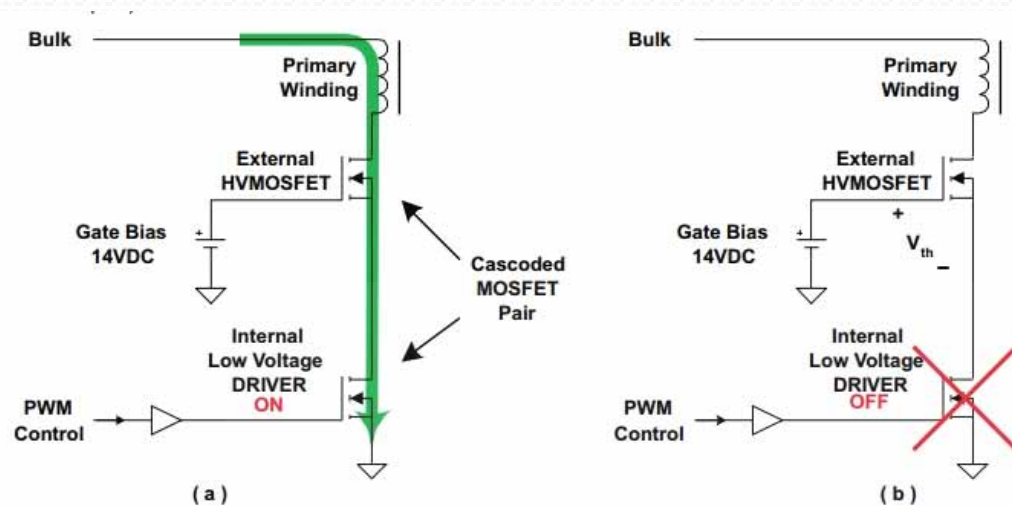 Bulk
Primary
Winding
External
HVMOSFET
Gate Bias
14VDC
+
Cascoded
MOSFET
Pair
Internal
Low Voltage
DRIVER
ON
PWM
Control
( a )
Bulk
Primary
Winding
External
HVMOSFET
+
Vth
–
Gate Bias
14VDC
+
Internal
Low Voltage
DRIVER
OFF
PWM
Control
( b )